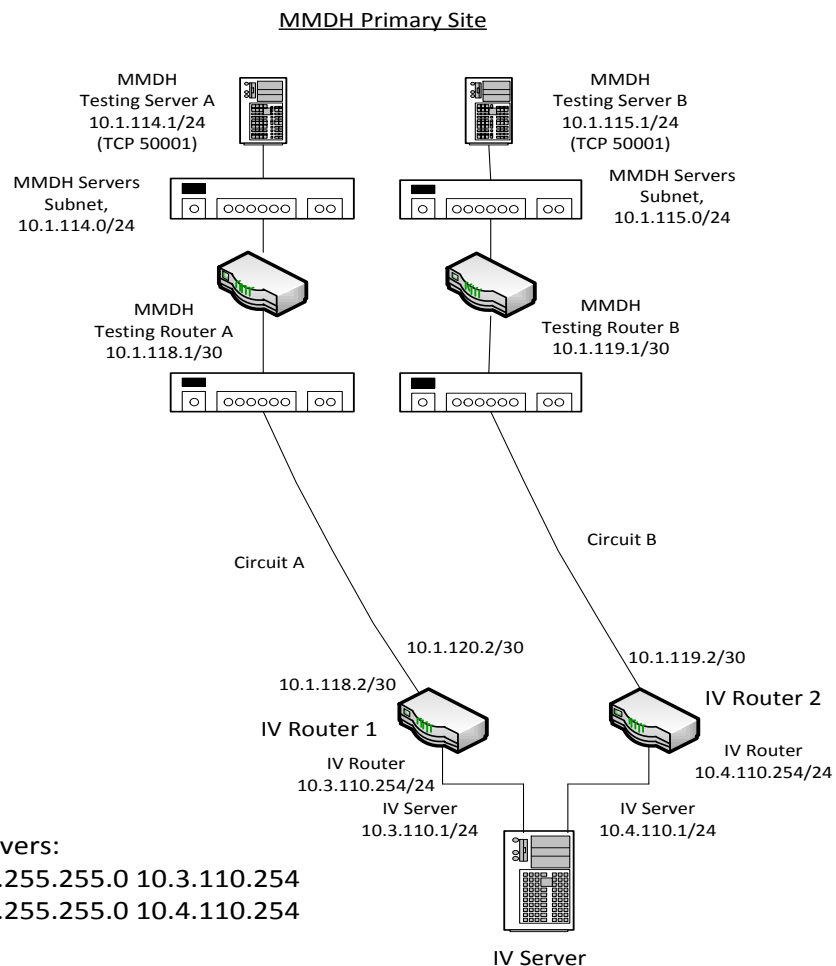 MMDH Primary Site
MMDH
Testing Server A
10.1.114.1/24
(TCP 50001)
MMDH
Testing Server B
10.1.115.1/24
(TCP 50001)
MMDH Servers
Subnet,
10.1.114.0/24
MMDH Servers
Subnet,
10.1.115.0/24
MMDH
Testing Router A
10.1.118.1/30
MMDH
Testing Router B
10.1.119.1/30
Circuit A
Circuit B
10.1.120.2/30
10.1.119.2/30
10.1.118.2/30
IV Router 1
IV Router 2
IV Router
10.3.110.254/24
IV Router
10.4.110.254/24
IV Server
10.3.110.1/24
IV Server
10.4.110.1/24
vers:
.255.255.0 10.3.110.254
.255.255.0 10.4.110.254
IV Server